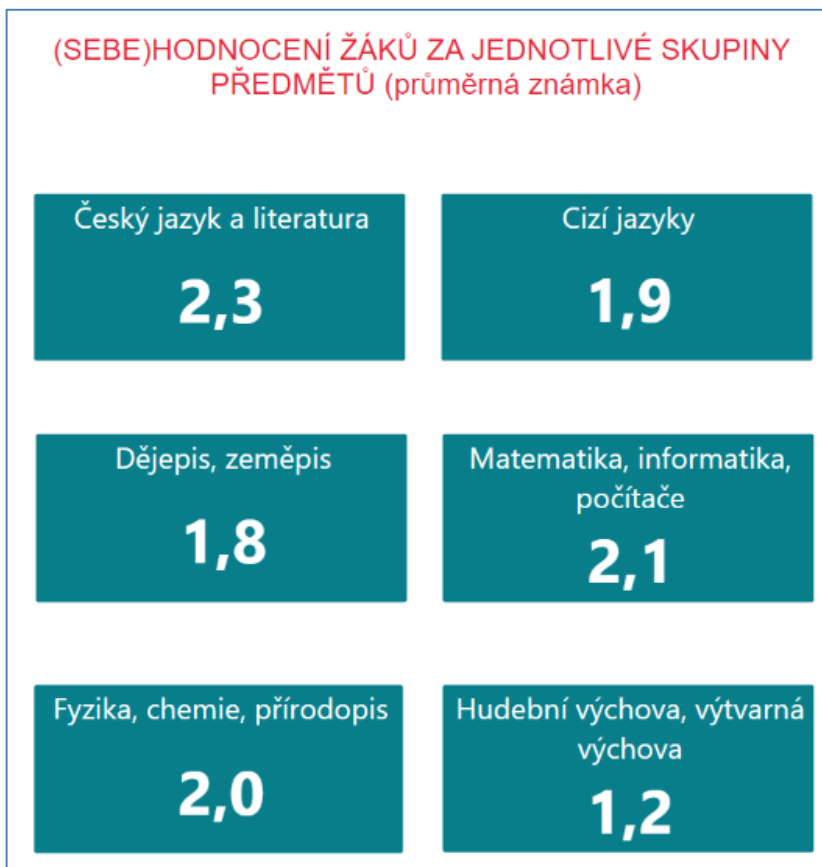 (SEBE)HODNOCENÍ ŽÁKŮ ZA JEDNOTLIVÉ SKUPINY
PŘEDMĚTŮ (průměrná známka)
Český jazyk a literatura
2,3
Cizí jazyky
1,9
Dějepis, zeměpis
1,8
Matematika, informatika,
počítače
2,1
Fyzika, chemie, přírodopis
2,0
Hudební výchova, výtvarná
výchova
1,2